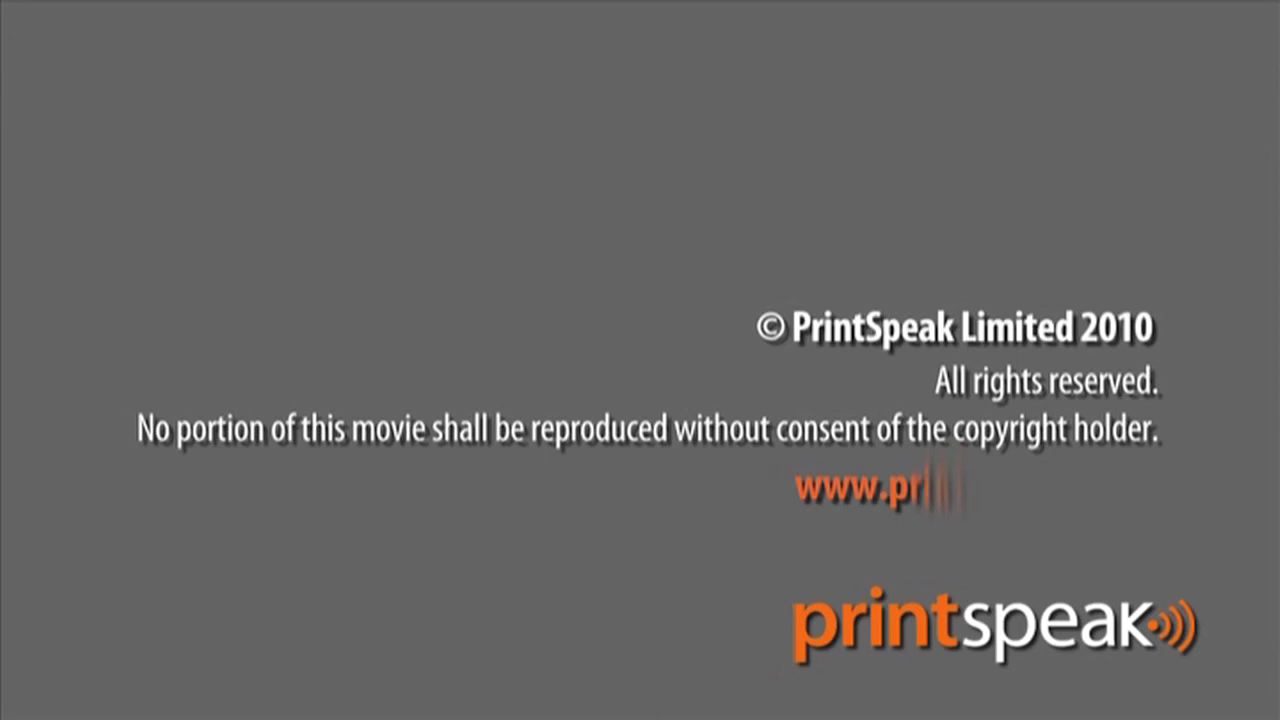 © PrintSpeak Limited 2010
All rights reserved.
No portion of this movie shall be reproduced without consent of the copyright holder.
www.pr
printspeak